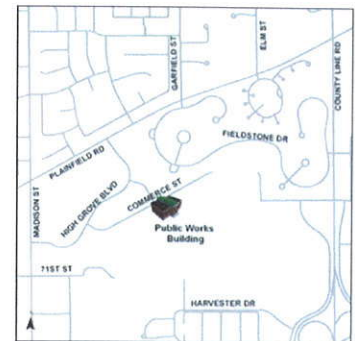 GARFIELD ST
ELM ST
COUNTY LINE RD
FIELDSTONE DR
PLAINFIELD RD
MADISON ST
HIGH GROVE BLVD
COMMERCE ST
Public Works
Building
71ST ST
HARVESTER DR